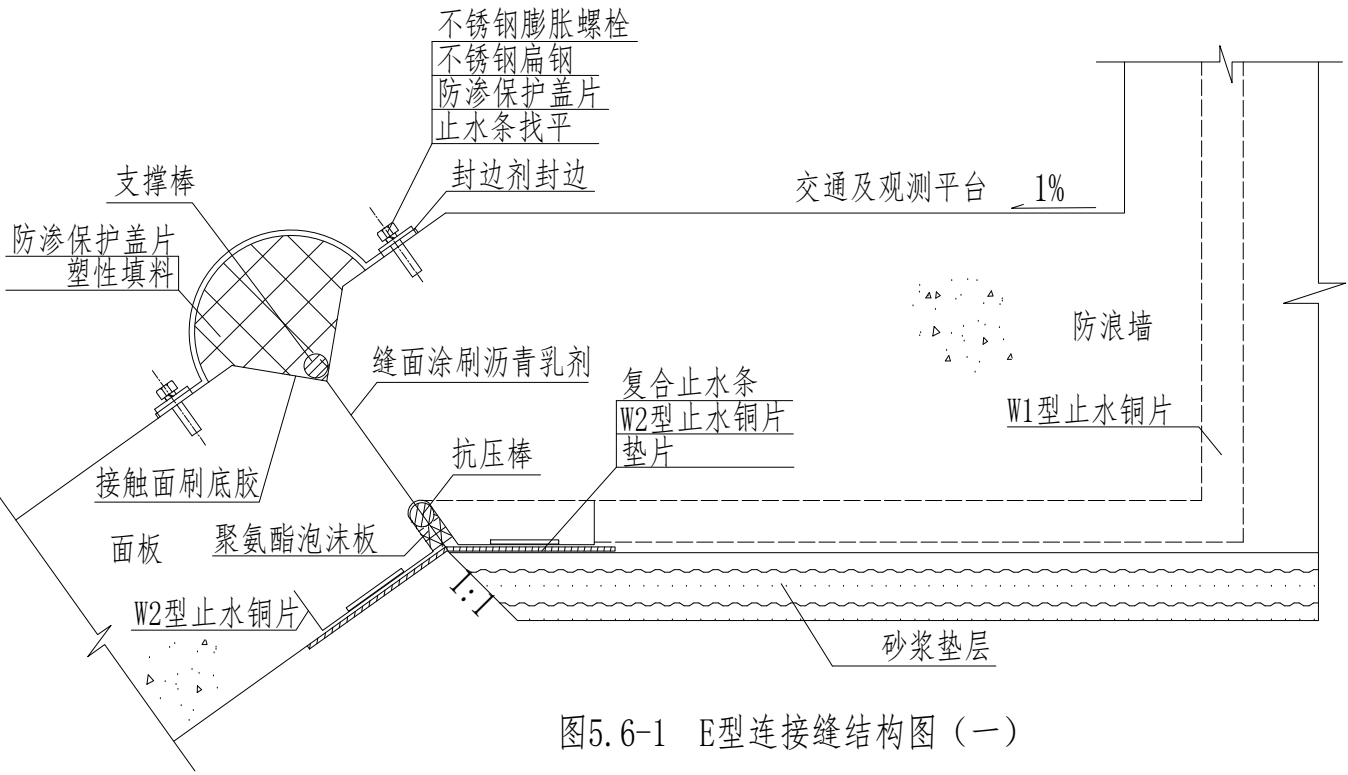 不锈钢膨胀螺栓
不锈钢扁钢
防渗保护盖片
止水条找平
支撑棒
封边剂封边
交通及观测平台
1%
防渗保护盖片
塑性填料
防浪墙
缝面涂刷沥青乳剂
复合止水条
W2型止水铜片
垫片
W1型止水铜片
抗压棒
接触面刷底胶
聚氨酯泡沫板
面板
1:1
W2型止水铜片
砂浆垫层
图5.6-1 E型连接缝结构图（一）